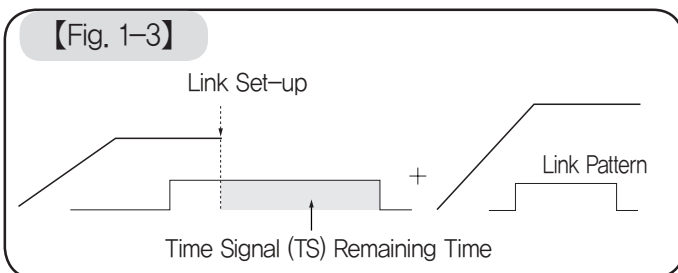 【Fig. 1−3】
Link Set−up
+
Link Pattern
Time Signal (TS) Remaining Time